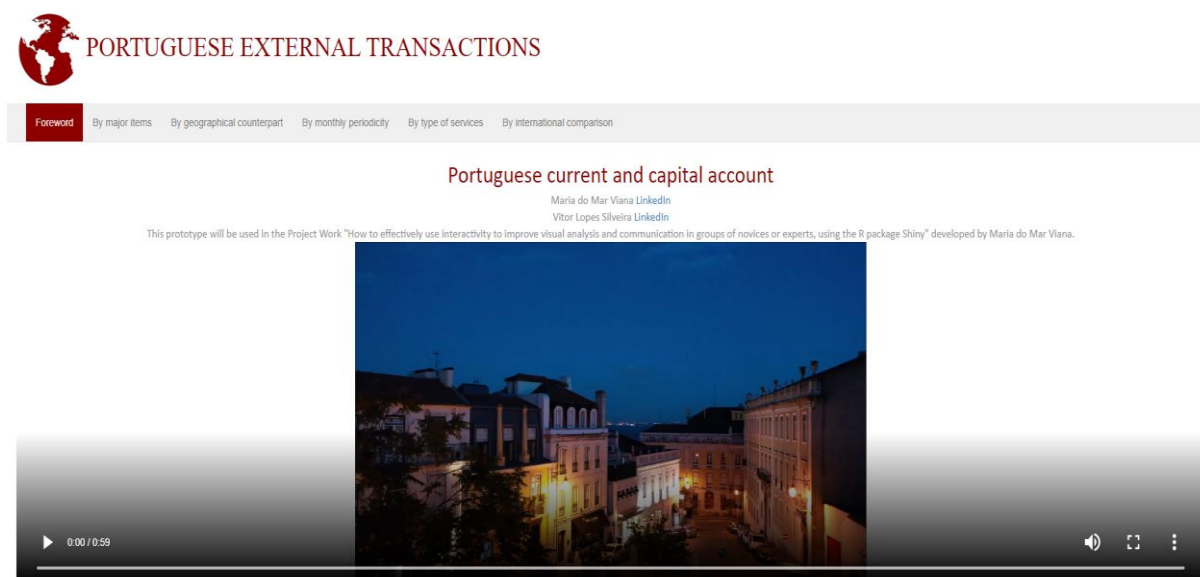 PORTUGUESE EXTERNAL TRANSACTIONS
Foreword By major items By geographical counterpart By monthly periodicity By type of services By international comparison
Portuguese current and capital account
Maria do Mar Viana LinkedIn
Vitor Lopes Silveira LinkedIn
This prototype will be used in the Project Work "How to effectively use interactivity to improve visual analysis and communication in groups of novices or experts, using the R package Shiny" developed by Maria do Mar Viana.
0:00 / 0:59